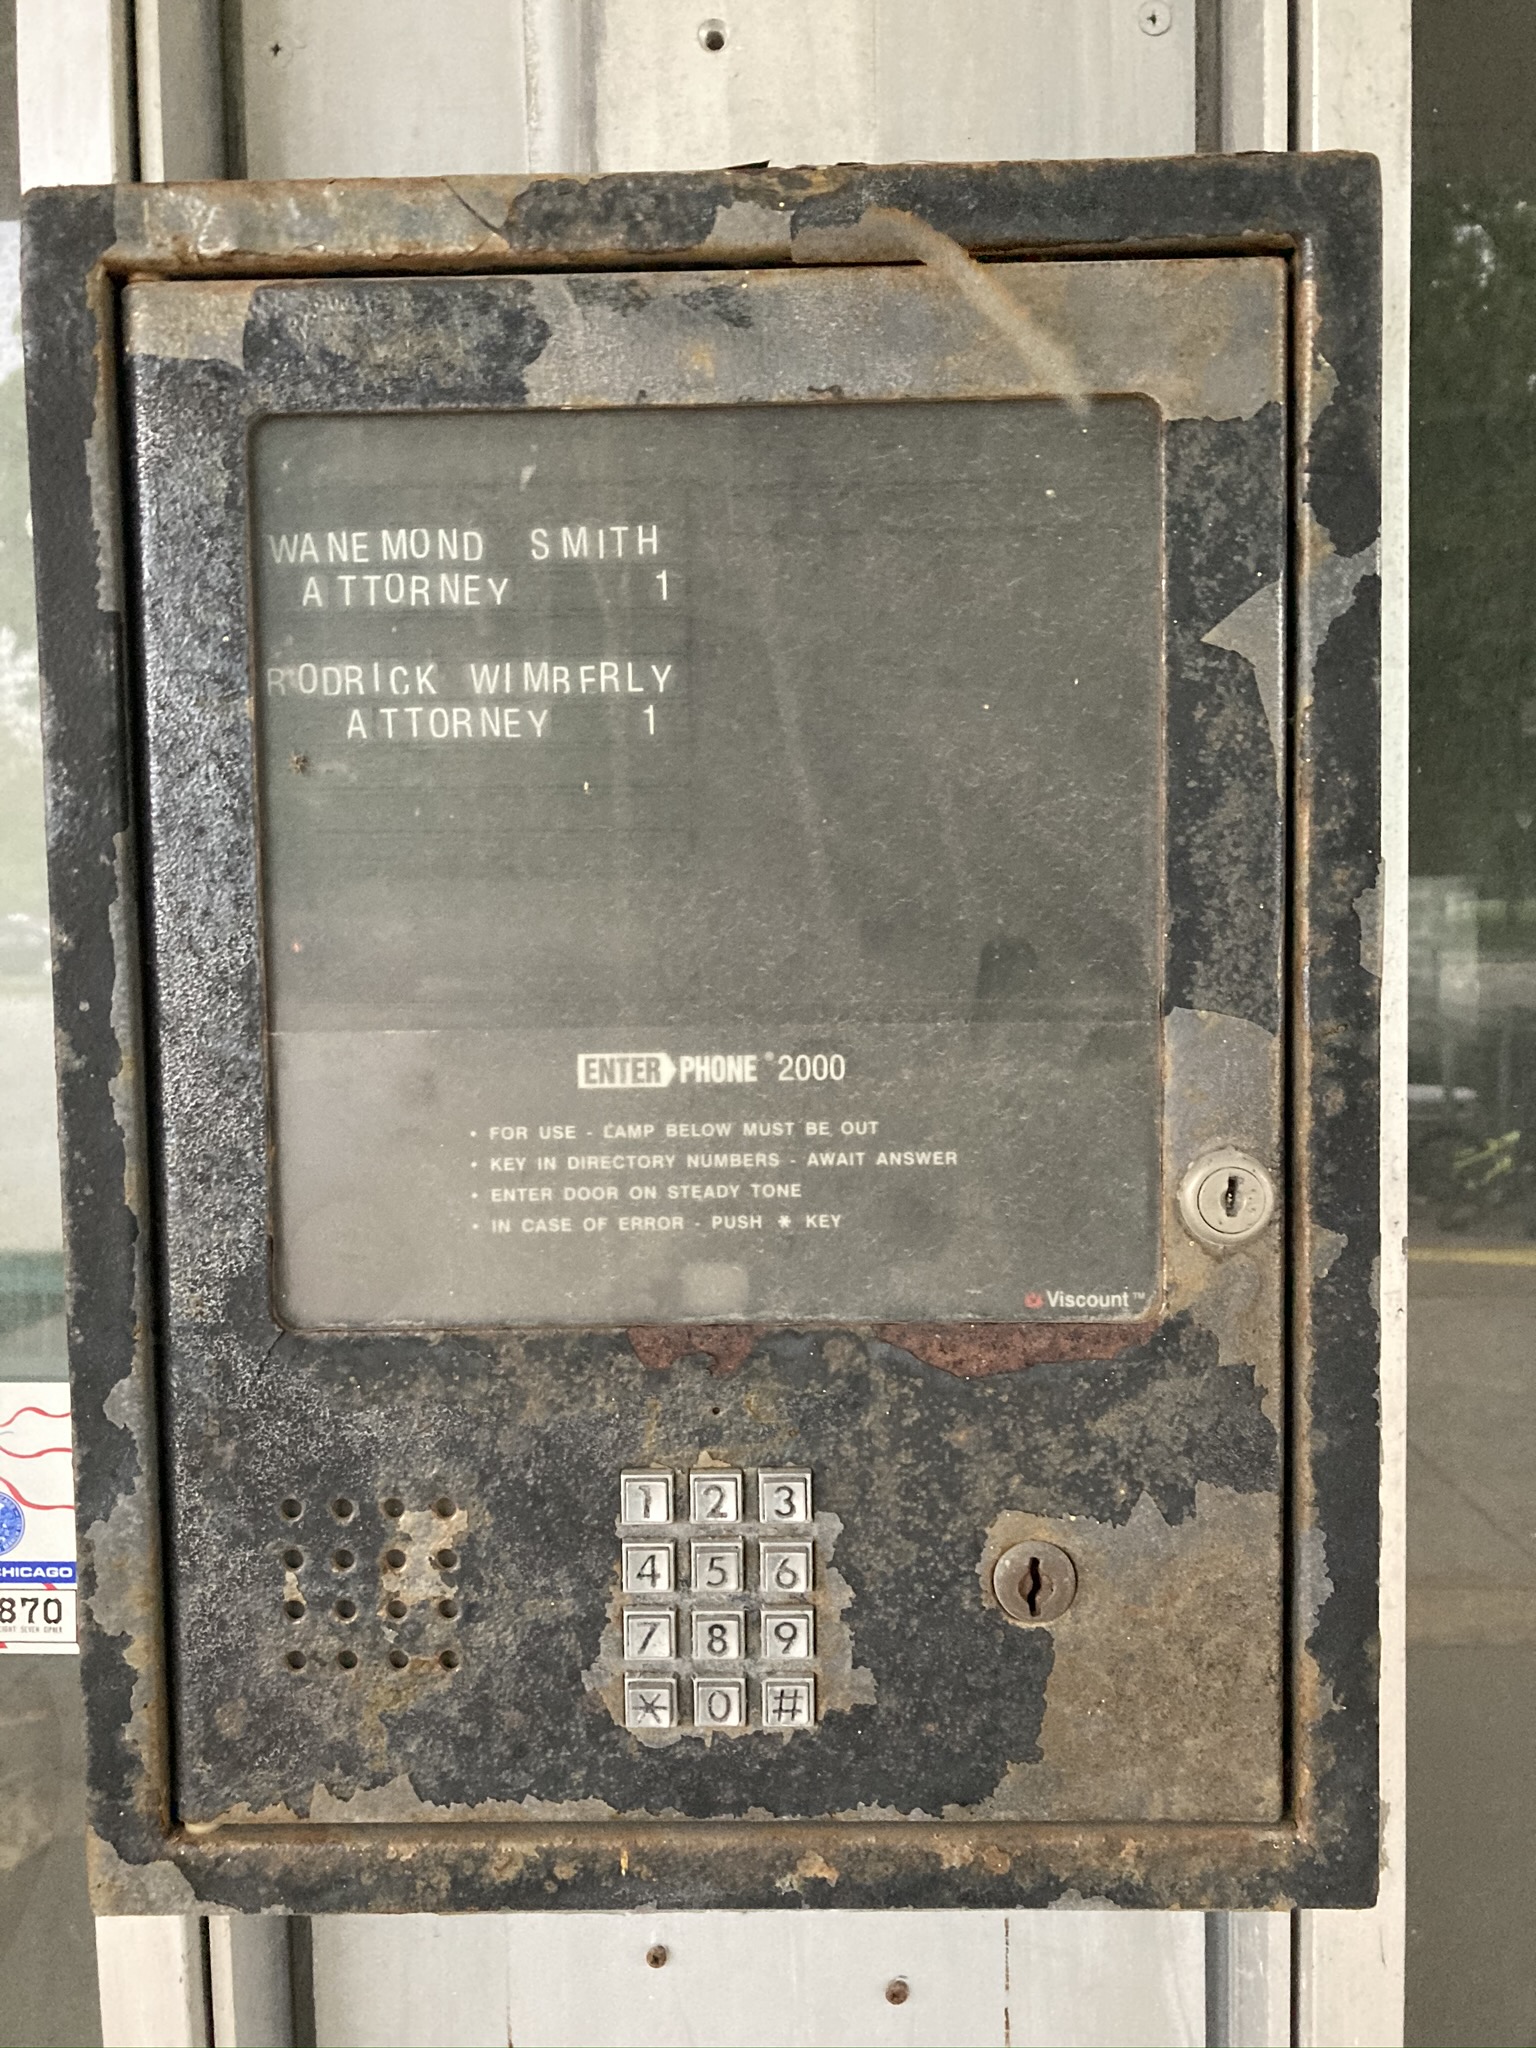 WANEMOND SMITH
ATTORNEY 1
RODRICK WIMBERLY
ATTORNEY 1
ENTER PHONE® 2000
• FOR USE - LAMP BELOW MUST BE OUT
• KEY IN DIRECTORY NUMBERS - AWAIT ANSWER
• ENTER DOOR ON STEADY TONE
• IN CASE OF ERROR - PUSH * KEY
Viscount™
1 2 3
4 5 6
7 8 9
* 0 #
CHICAGO
870